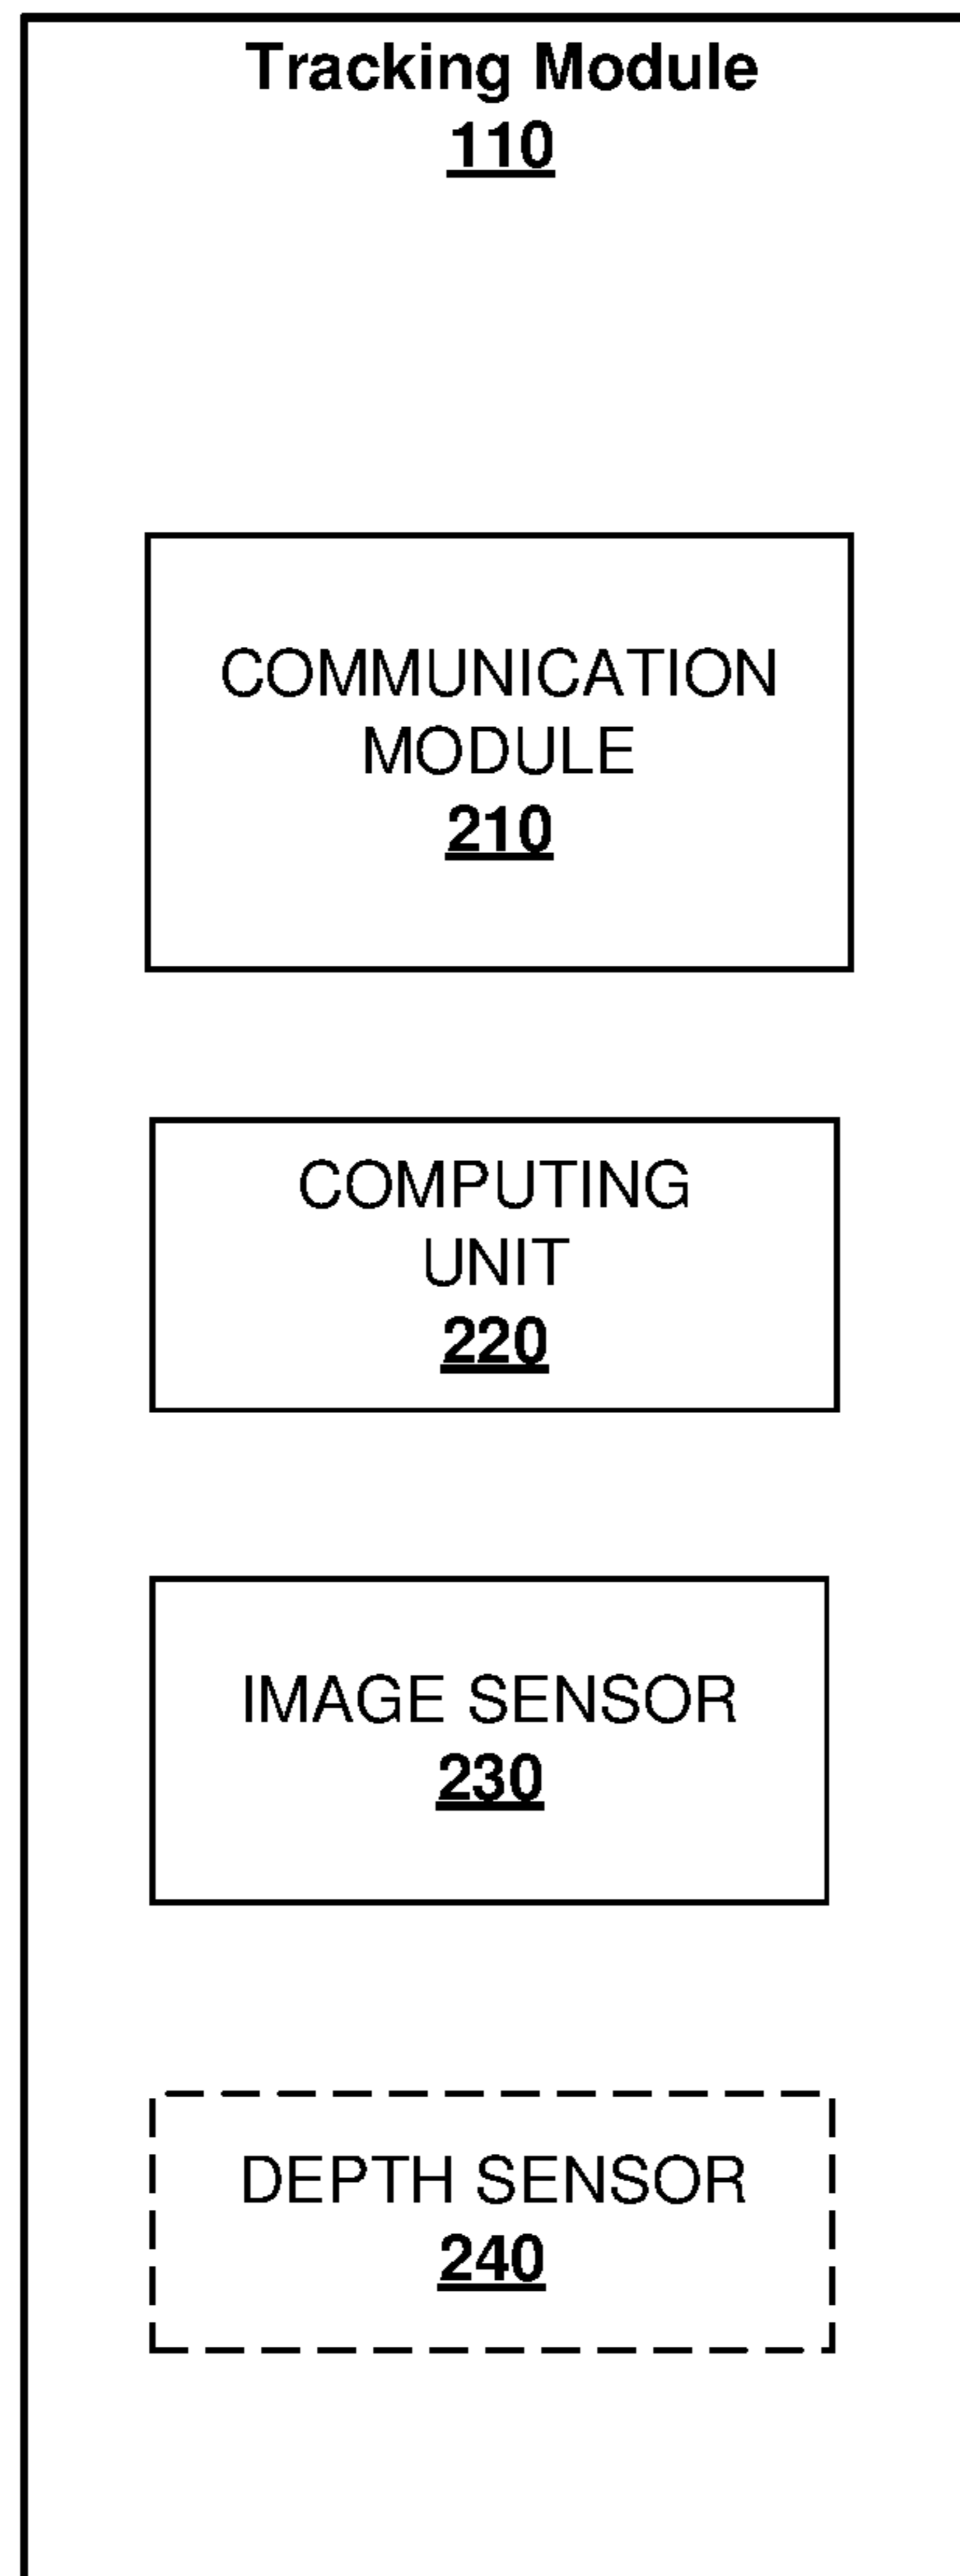 Tracking Module
110
COMMUNICATION
MODULE
210
COMPUTING
UNIT
220
IMAGE SENSOR
230
DEPTH SENSOR
240